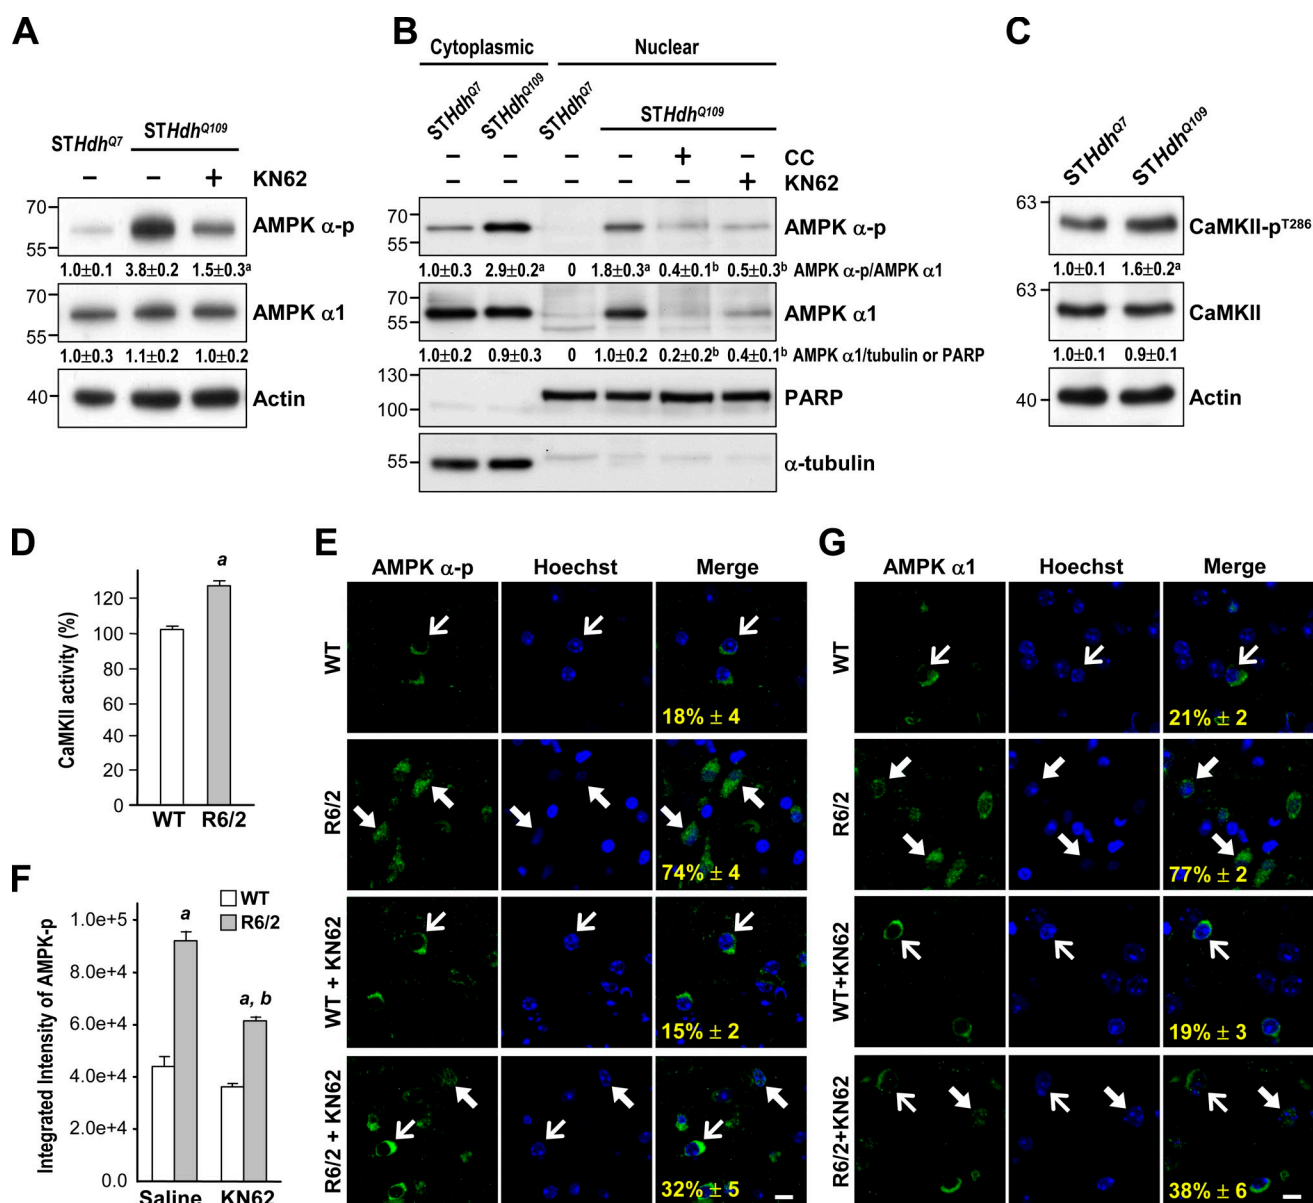 A
STHdhQ7
STHdhQ109
− − + KN62
70
55
AMPK α-p
1.0±0.1 3.8±0.2 1.5±0.3ᵃ
70
55
AMPK α1
1.0±0.3 1.1±0.2 1.0±0.2
40
Actin
B
Cytoplasmic Nuclear
STHdhQ7 STHdhQ109 STHdhQ7
STHdhQ109
− − − − + − CC
− − − − − + KN62
70
55
AMPK α-p
1.0±0.3 2.9±0.2ᵃ 0 1.8±0.3ᵃ 0.4±0.1ᵇ 0.5±0.3ᵇ AMPK α-p/AMPK α1
70
55
AMPK α1
1.0±0.2 0.9±0.3 0 1.0±0.2 0.2±0.2ᵇ 0.4±0.1ᵇ AMPK α1/tubulin or PARP
130
100
PARP
55
α-tubulin
C
STHdhQ7 STHdhQ109
63
CaMKII-pT286
1.0±0.1 1.6±0.2ᵃ
63
CaMKII
1.0±0.1 0.9±0.1
40
Actin
D
CaMKII activity (%)
120
100
80
60
40
20
0
a
WT R6/2
E
AMPK α-p Hoechst Merge
WT
18% ± 4
R6/2
74% ± 4
WT + KN62
15% ± 2
R6/2 + KN62
32% ± 5
F
WT
R6/2
Integrated Intensity of AMPK-p
1.0e+5
8.0e+4
6.0e+4
4.0e+4
2.0e+4
0.0
a
a, b
Saline KN62
G
AMPK α1 Hoechst Merge
WT
21% ± 2
R6/2
77% ± 2
WT+KN62
19% ± 3
R6/2+KN62
38% ± 6